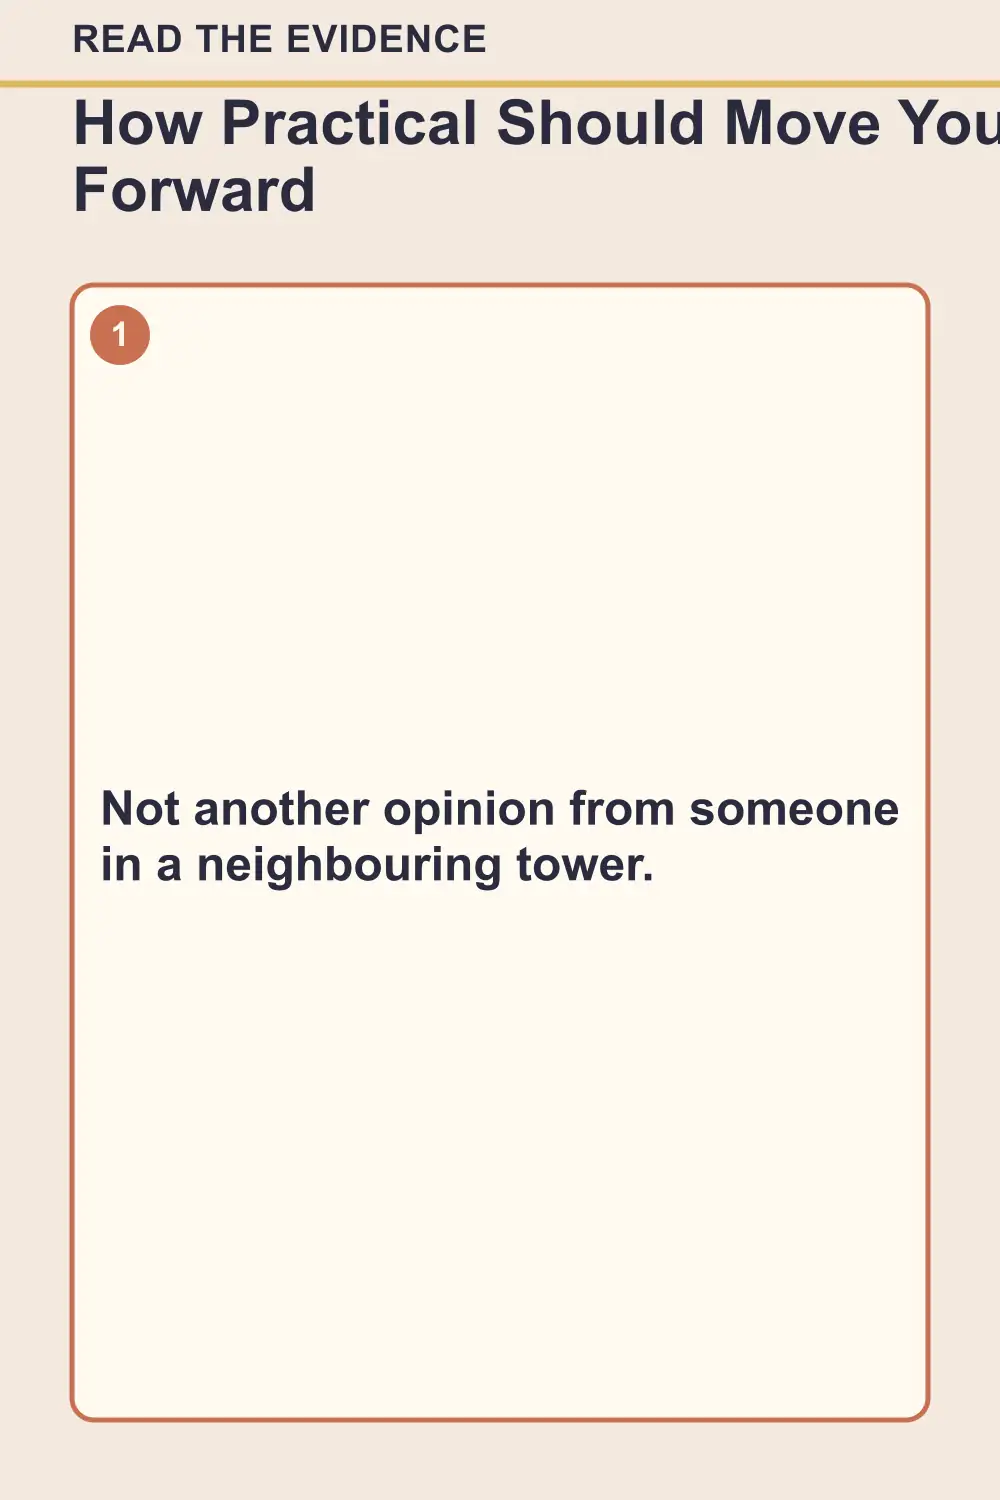 READ THE EVIDENCE
How Practical Should Move You
Forward
1
Not another opinion from someone
in a neighbouring tower.